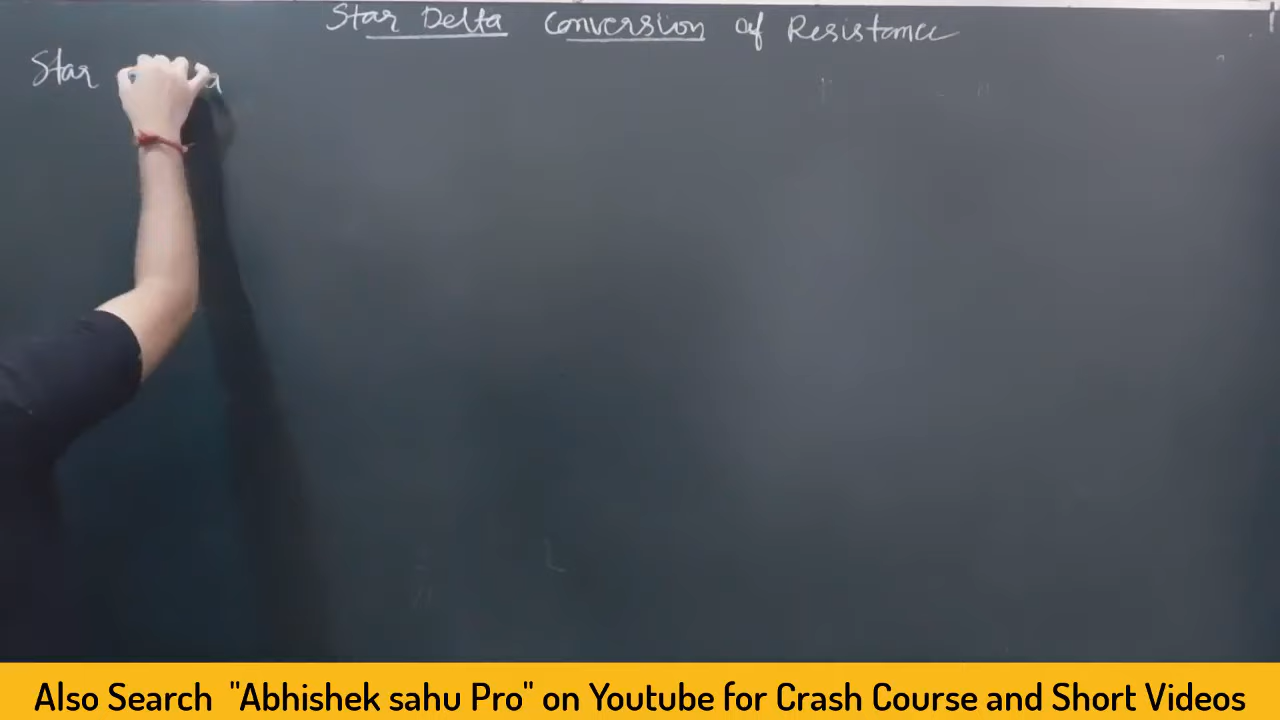 Star Delta Conversion of Resistance
Star
Also Search "Abhishek sahu Pro" on Youtube for Crash Course and Short Videos